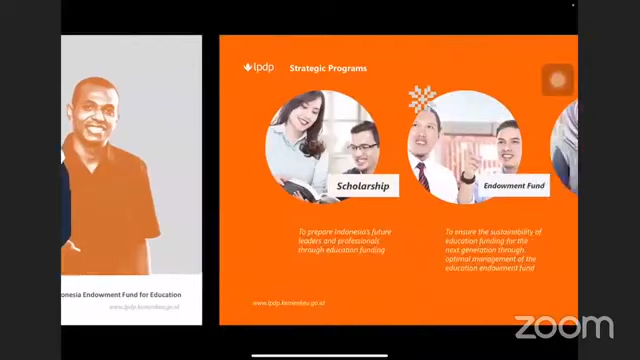 lpdp
Strategic Programs
Scholarship
Endowment Fund
To prepare Indonesia's future
leaders and professionals
through education funding
To ensure the sustainability of
education funding for the
next generation through
optimal management of the
education endowment fund
www.lpdp.kemenkeu.go.id
onesia Endowment Fund for Education
www.lpdp.kemenkeu.go.id
zoom